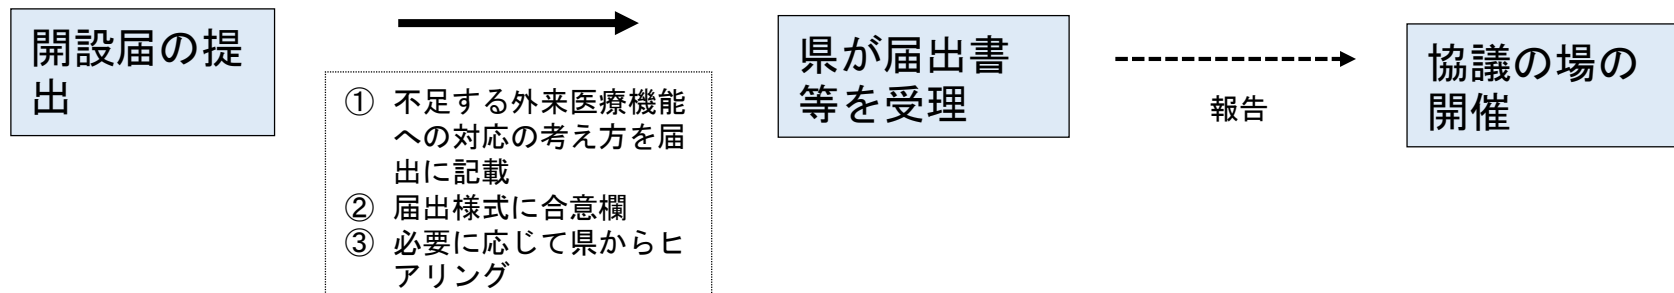 開設届の提
出
① 不足する外来医療機能
への対応の考え方を届
出に記載
② 届出様式に合意欄
③ 必要に応じて県からヒ
アリング
県が届出書
等を受理
報告
協議の場の
開催